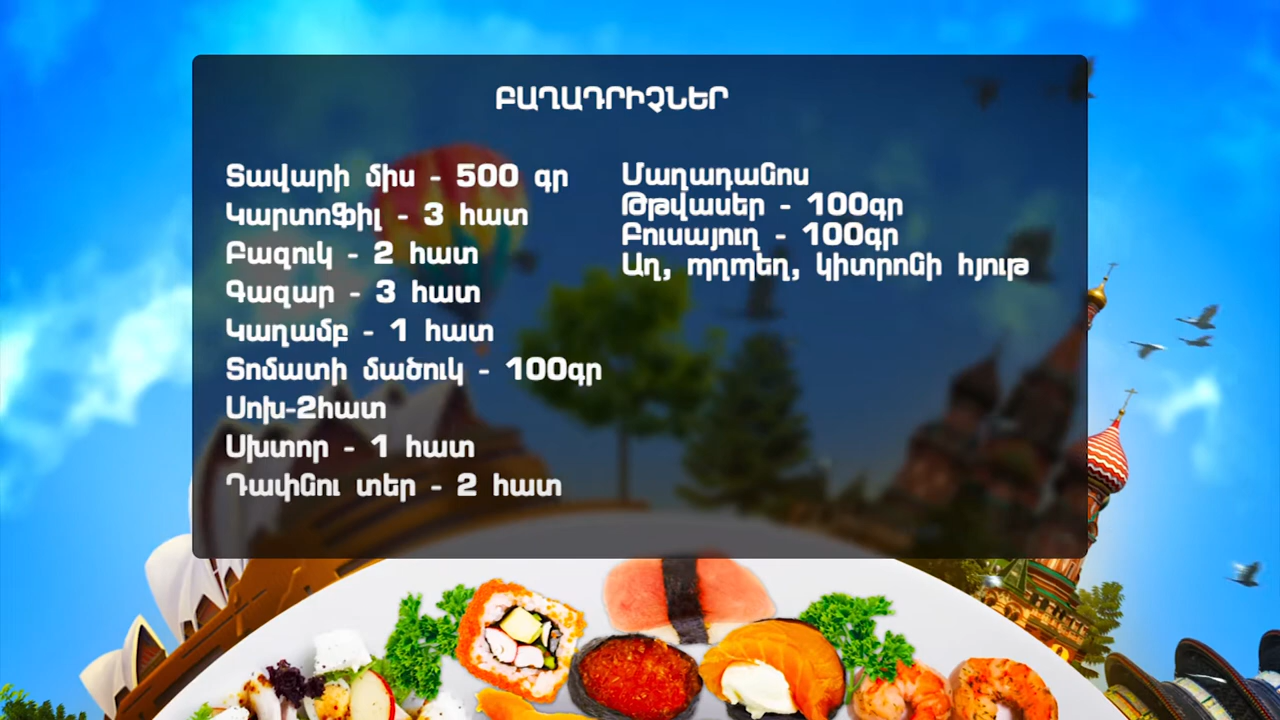 ԲԱՂԱԴՐԻՉՆԵՐ
Տավարի միս - 500 գր
Կարտոֆիլ - 3 հատ
Բազուկ - 2 հատ
Գազար - 3 հատ
Կաղամբ - 1 հատ
Տոմատի մածուկ - 100գր
Սոխ-2հատ
Սխտոր - 1 հատ
Դափնու տեր - 2 հատ
Մաղադանոս
Թթվասեր - 100գր
Բուսայուղ - 100գր
Աղ, պղպեղ, կիտրոնի հյութ